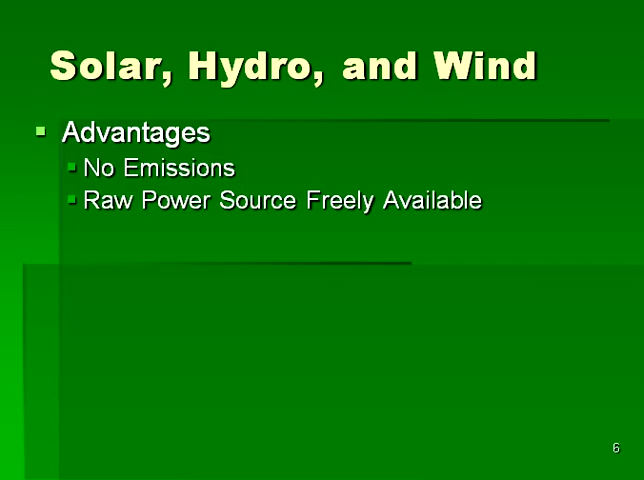 Solar, Hydro, and Wind
Advantages
No Emissions
Raw Power Source Freely Available
6